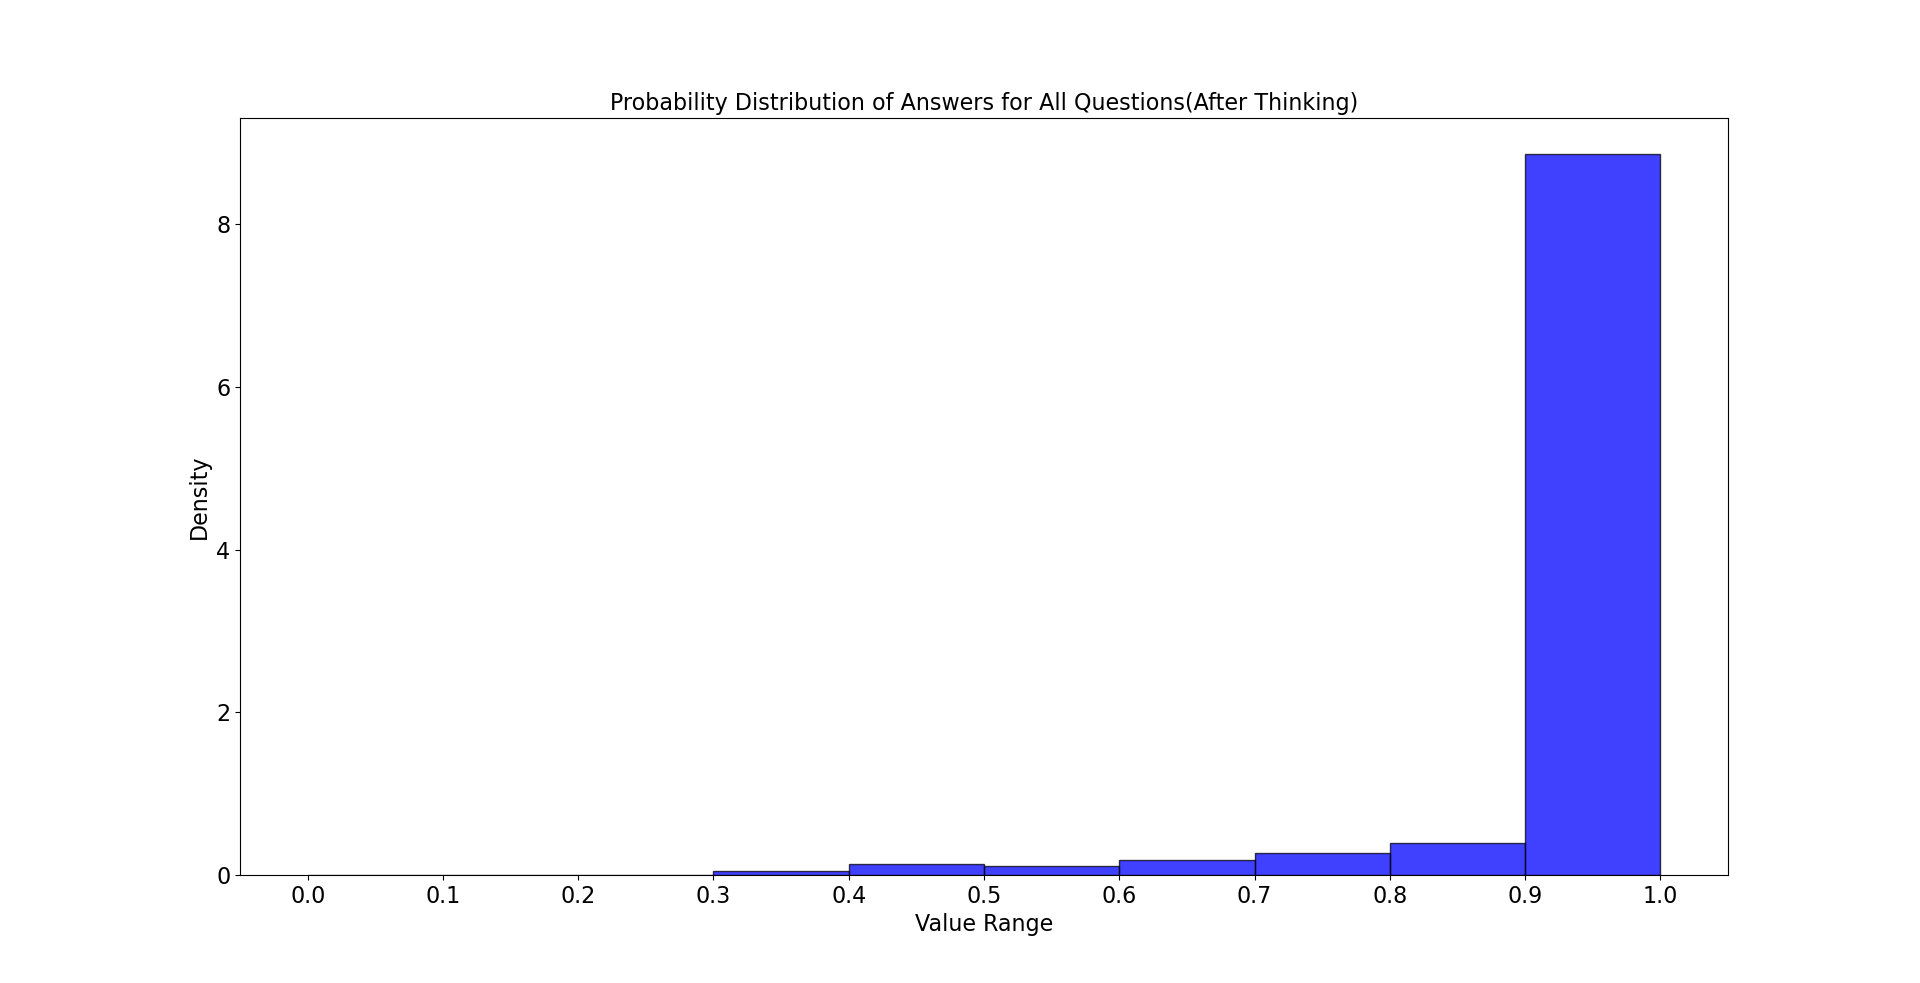 Probability Distribution of Answers for All Questions(After Thinking)
8
6
4
2
0
Density
0.0 0.1 0.2 0.3 0.4 0.5 0.6 0.7 0.8 0.9 1.0
Value Range